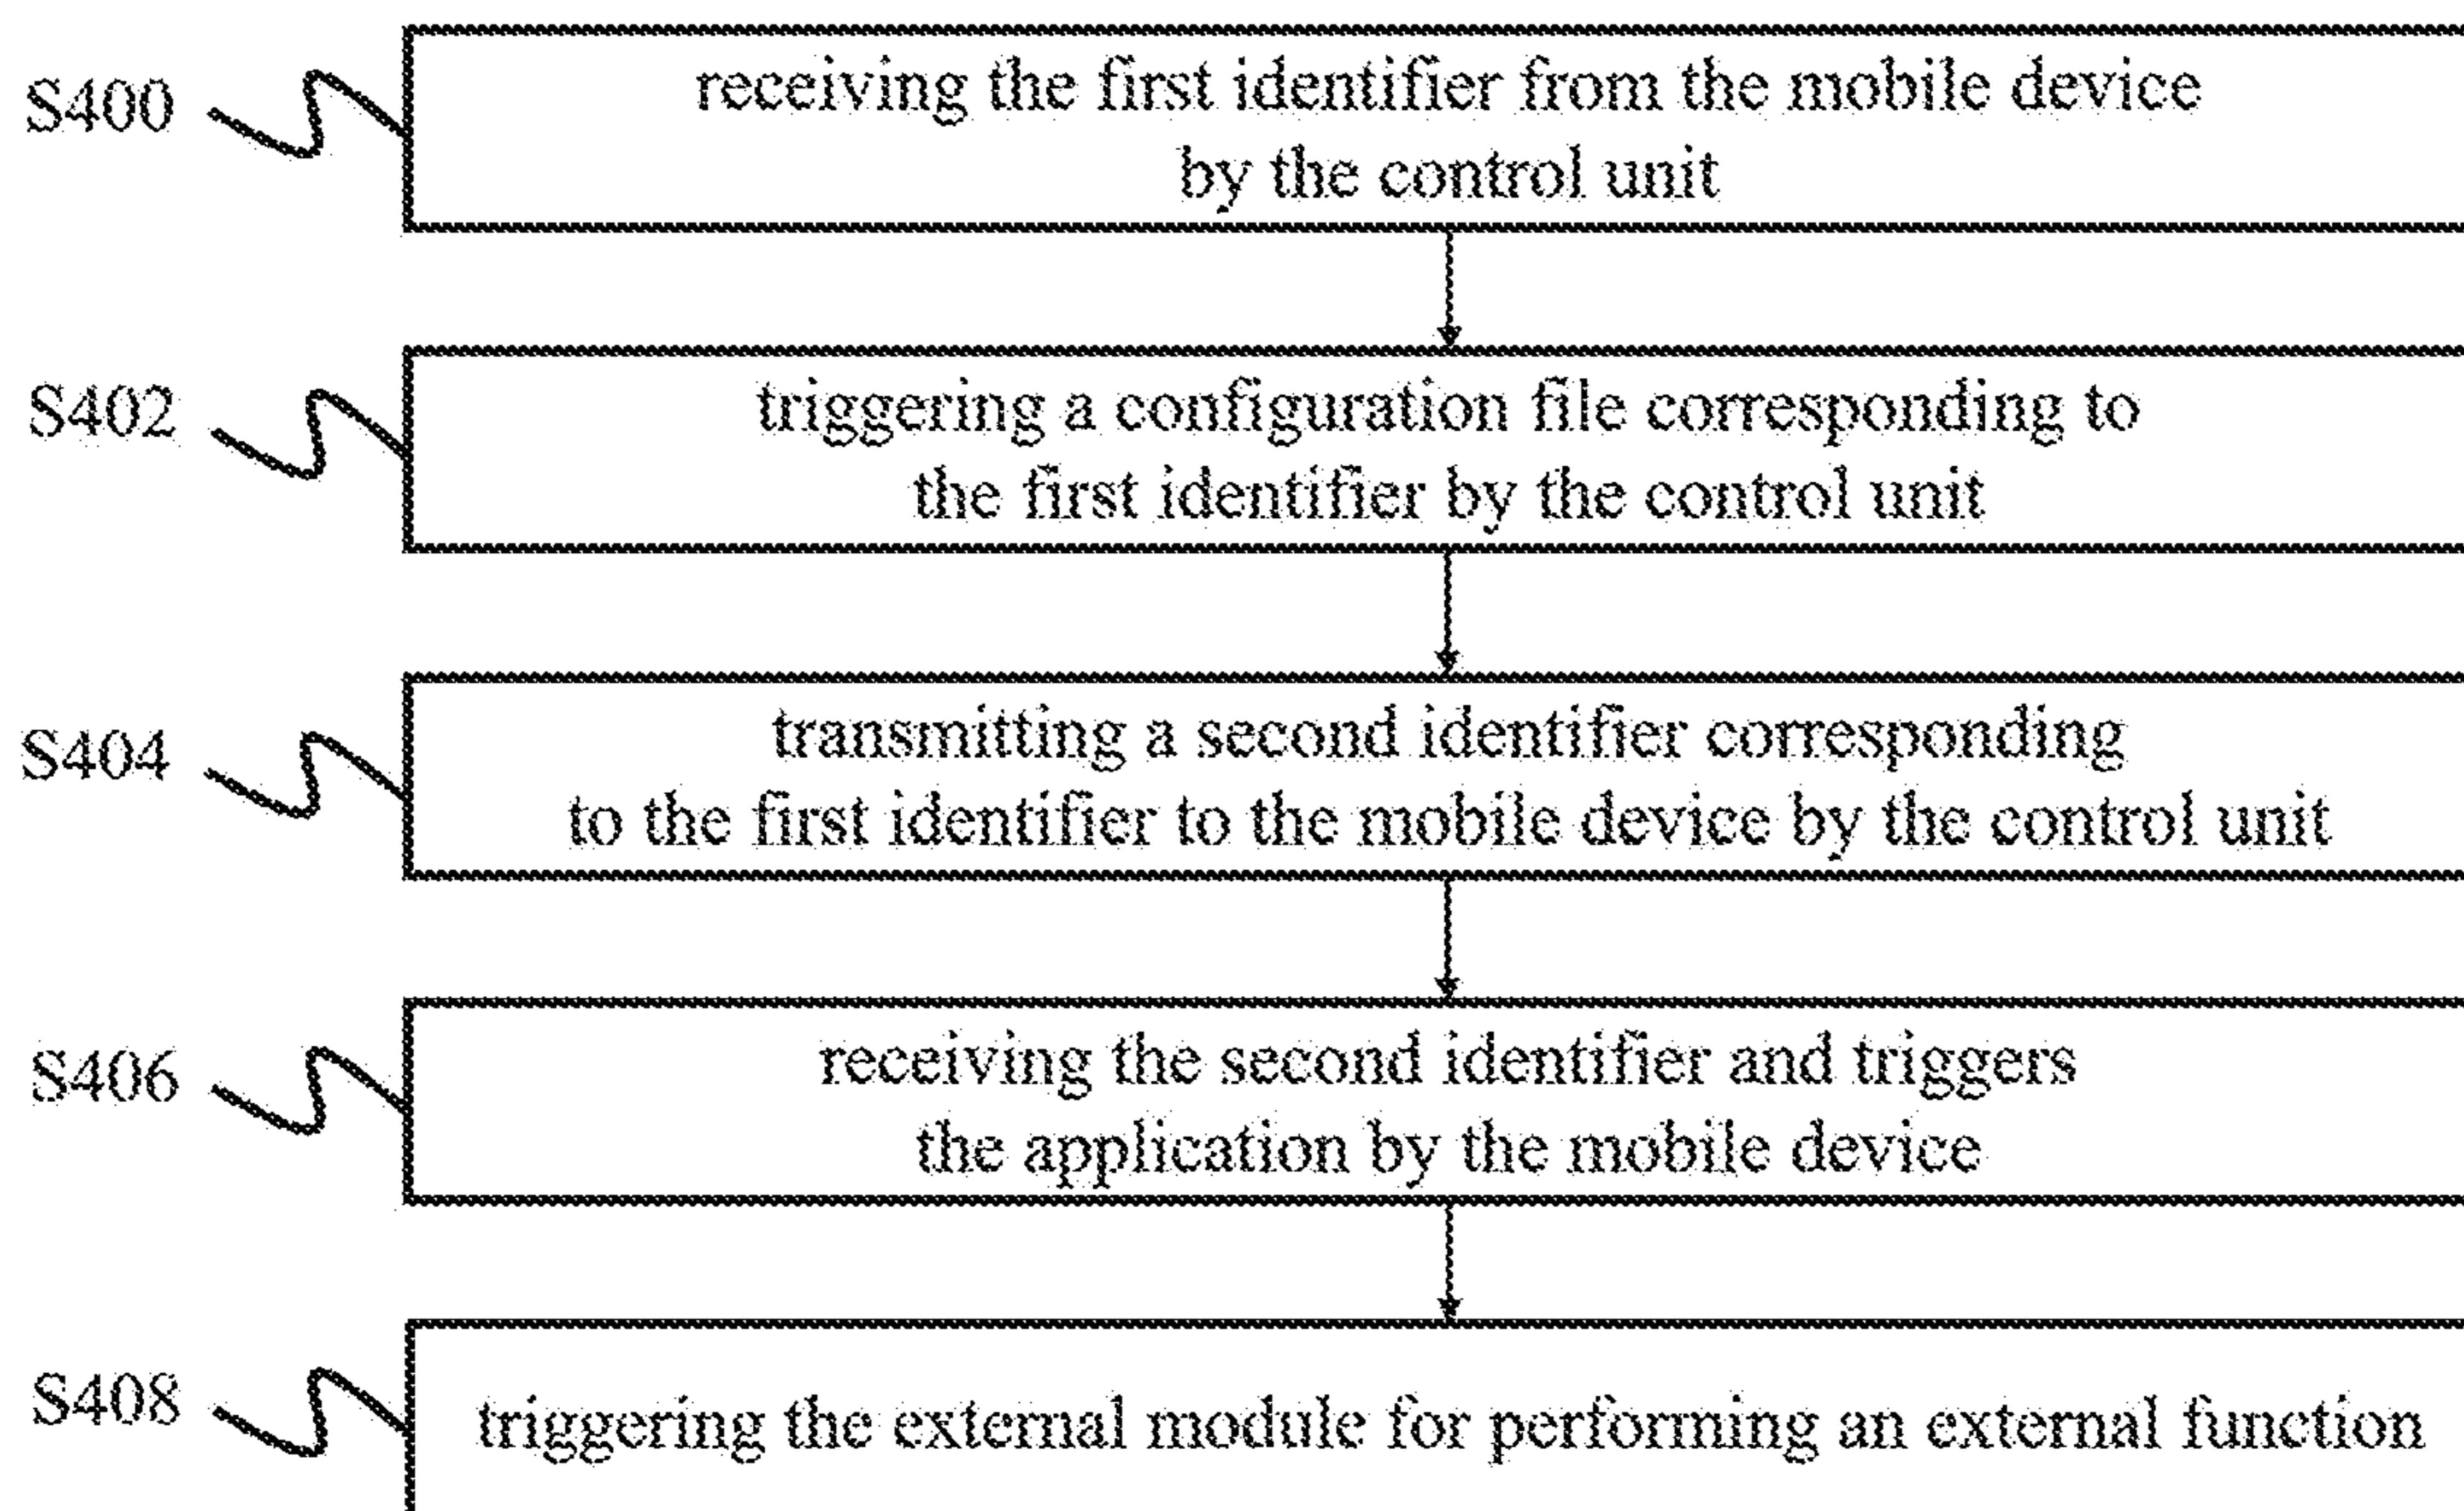 S400
receiving the first identifier from the mobile device
by the control unit
S402
triggering a configuration file corresponding to
the first identifier by the control unit
S404
transmitting a second identifier corresponding
to the first identifier to the mobile device by the control unit
S406
receiving the second identifier and triggers
the application by the mobile device
S408
triggering the external module for performing an external function